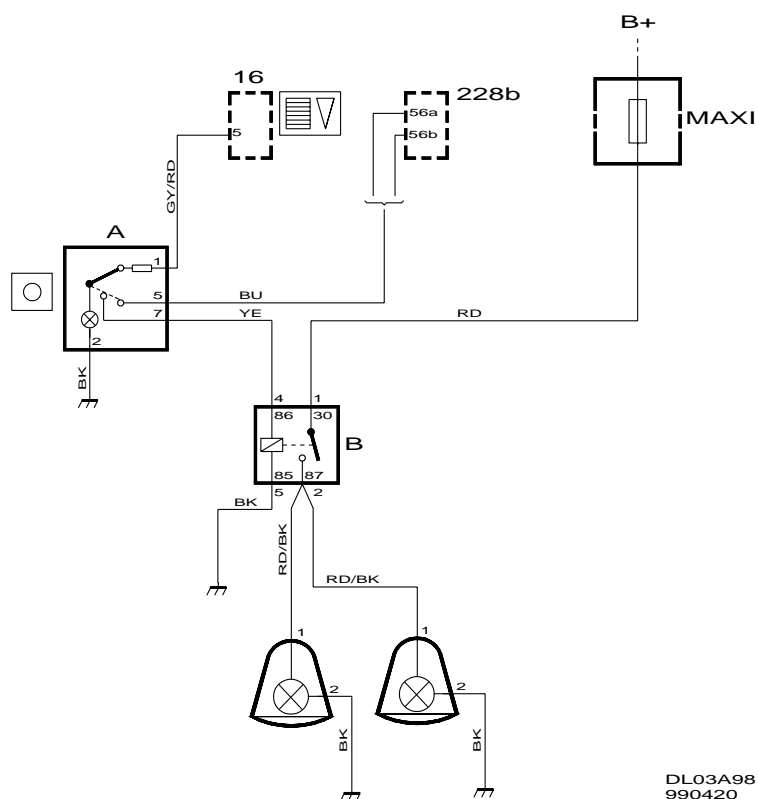 B+
16
228b
56a
56b
5
MAXI
GY/RD
A
1
5
BU
7
YE
RD
2
BK
4
1
86
30
B
85
87
5
2
BK
RD/BK
RD/BK
1
1
2
2
BK
BK
DL03A98
990420